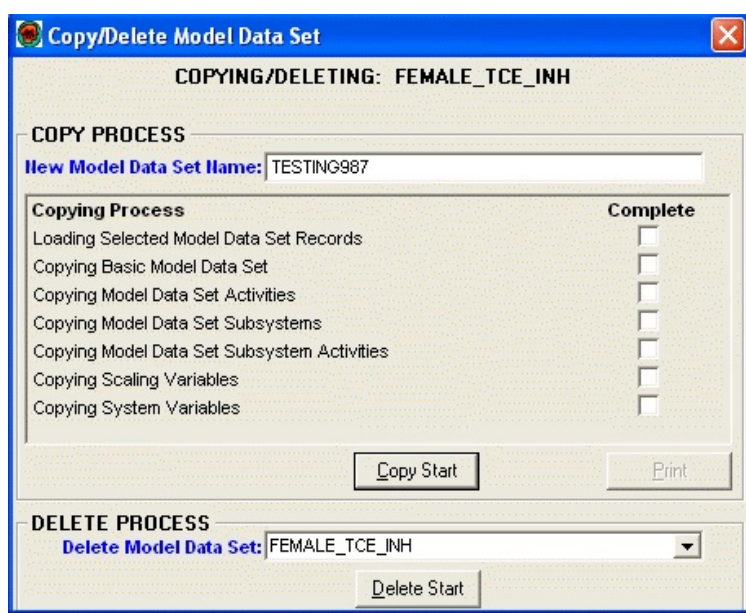 Copy/Delete Model Data Set
COPYING/DELETING: FEMALE_TCE_INH
COPY PROCESS
New Model Data Set Name: TESTING987
Copying Process Complete
Loading Selected Model Data Set Records
Copying Basic Model Data Set
Copying Model Data Set Activities
Copying Model Data Set Subsystems
Copying Model Data Set Subsystem Activities
Copying Scaling Variables
Copying System Variables
Copy Start Print
DELETE PROCESS
Delete Model Data Set: FEMALE_TCE_INH
Delete Start